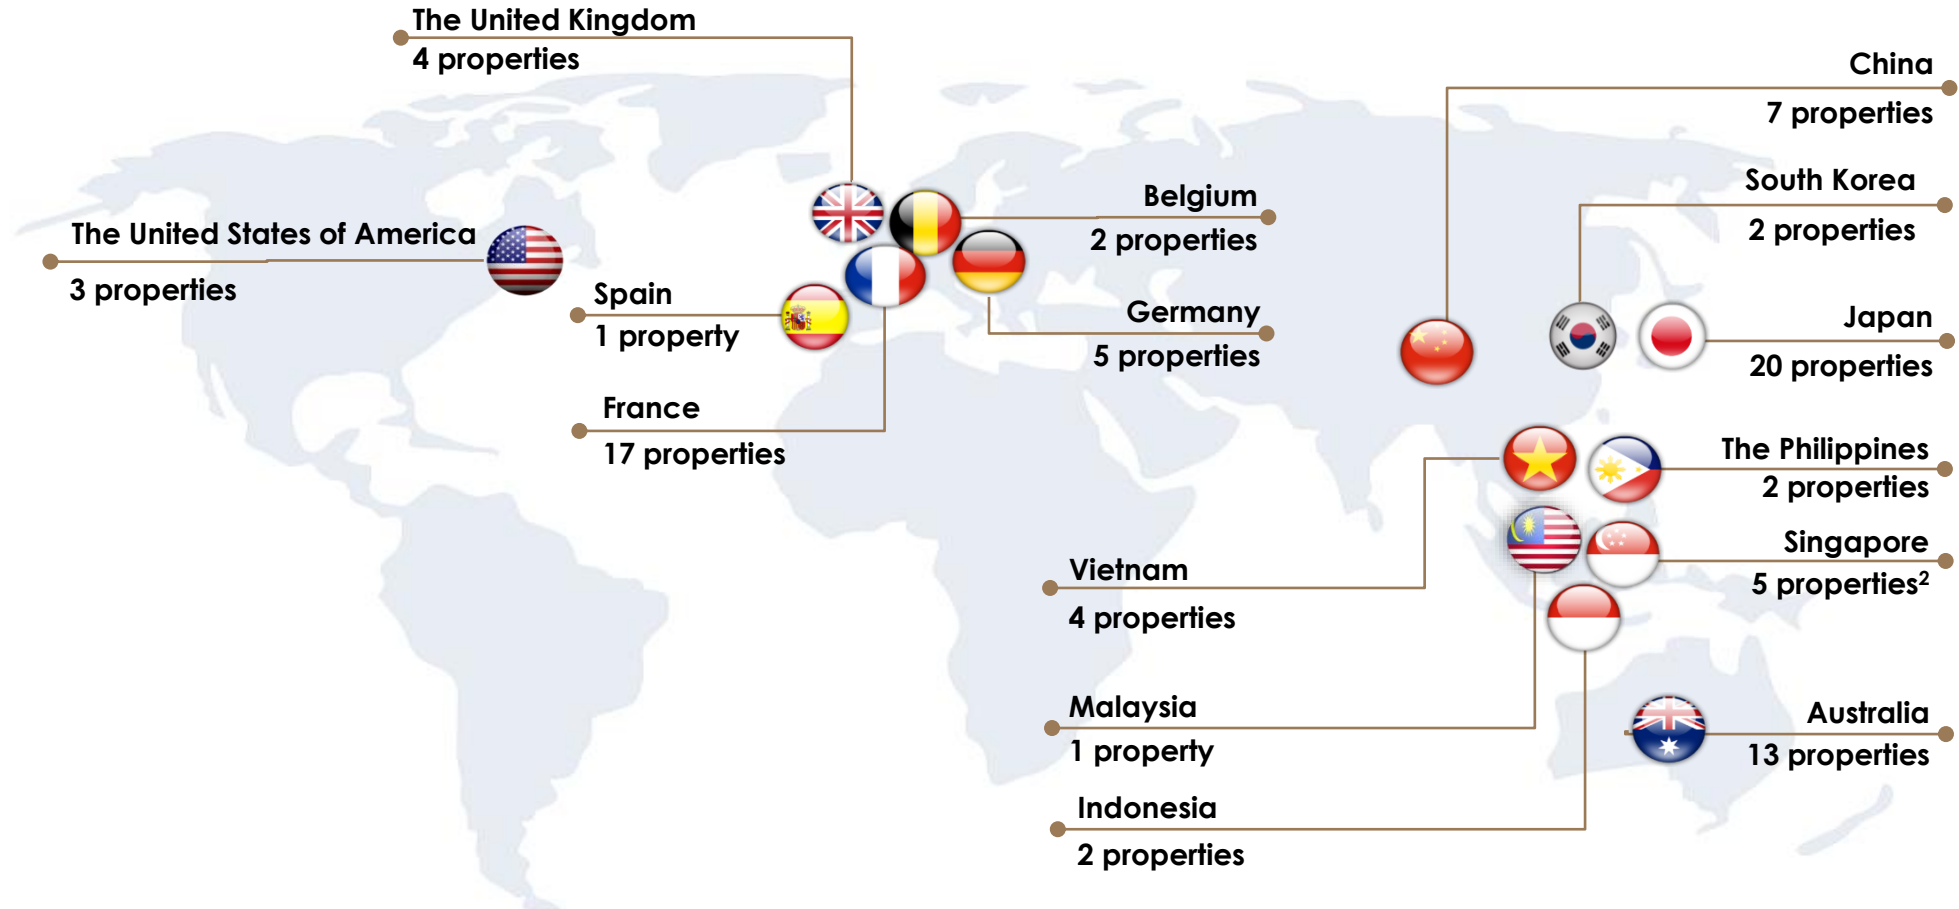 The United Kingdom
4 properties
China
7 properties
South Korea
2 properties
Belgium
2 properties
The United States of America
3 properties
Spain
1 property
Germany
5 properties
Japan
20 properties
France
17 properties
The Philippines
2 properties
Singapore
5 properties²
Vietnam
4 properties
Malaysia
1 property
Australia
13 properties
Indonesia
2 properties